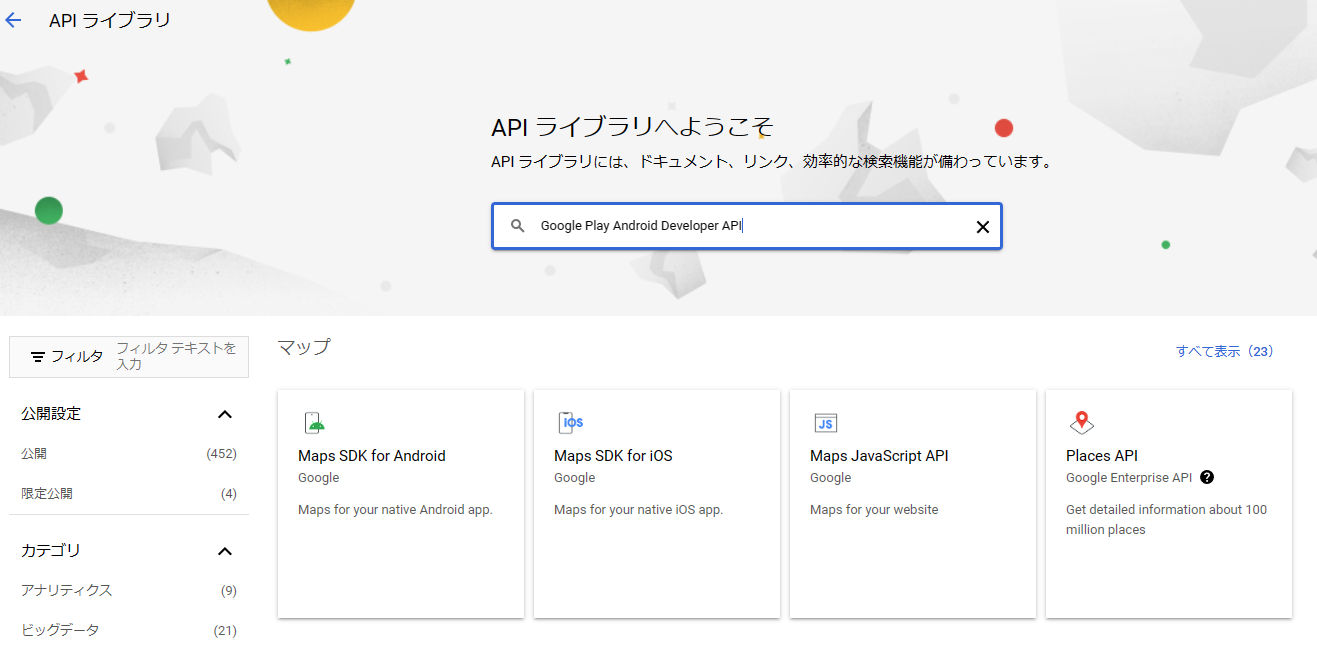 API ライブラリ
API ライブラリへようこそ
API ライブラリには、ドキュメント、リンク、効率的な検索機能が備わっています。
Google Play Android Developer API
フィルタ フィルタ テキストを
入力
公開設定
公開 (452)
限定公開 (4)
カテゴリ
アナリティクス (9)
ビッグデータ (21)
マップ すべて表示（23）
Maps SDK for Android
Google
Maps for your native Android app.
iOS
Maps SDK for iOS
Google
Maps for your native iOS app.
JS
Maps JavaScript API
Google
Maps for your website
Places API
Google Enterprise API ?
Get detailed information about 100
million places